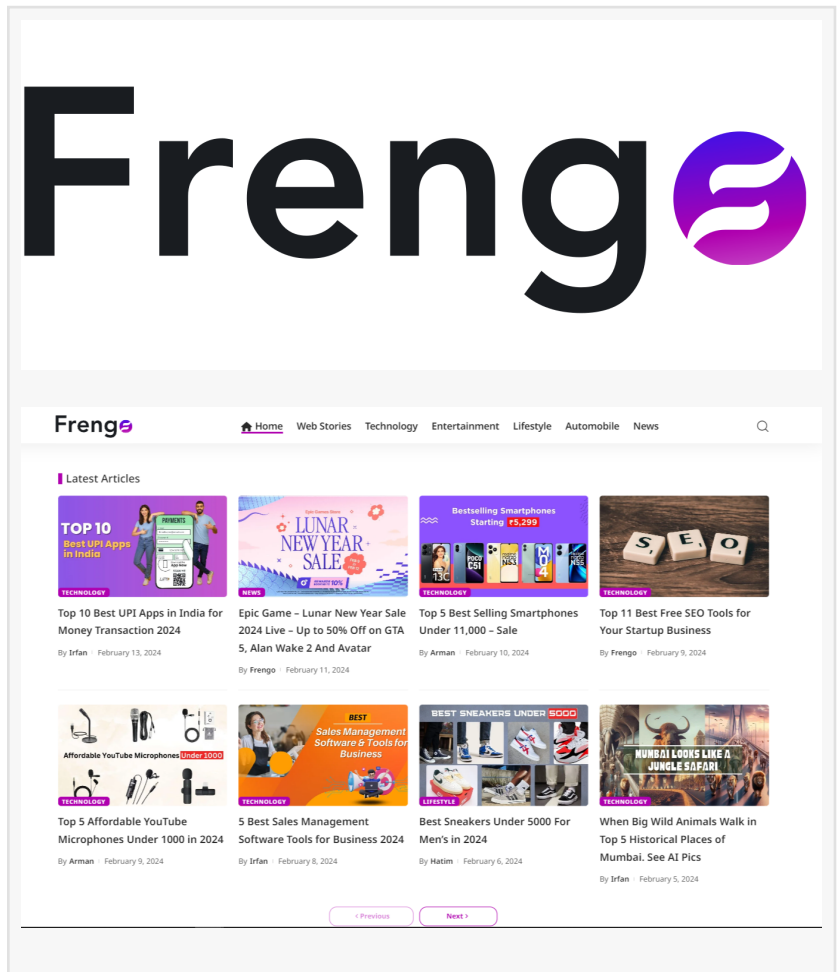 Freng
Freng
Home Web Stories Technology Entertainment Lifestyle Automobile News
Latest Articles
TOP 10
Best UPI Apps
in India
PAYMENTS
TECHNOLOGY
Top 10 Best UPI Apps in India for
Money Transaction 2024
By Irfan February 13, 2024
Epic Games Store
LUNAR
NEW YEAR
SALE
NEWS
Epic Game – Lunar New Year Sale
2024 Live – Up to 50% Off on GTA
5, Alan Wake 2 And Avatar
By Frengo February 11, 2024
Bestselling Smartphones
Starting ₹5,299
13C
POCO
C51
N53
M04
N55
TECHNOLOGY
Top 5 Best Selling Smartphones
Under 11,000 – Sale
By Arman February 10, 2024
S E O
TECHNOLOGY
Top 11 Best Free SEO Tools for
Your Startup Business
By Frengo February 9, 2024
Affordable YouTube Microphones Under 1000
TECHNOLOGY
Top 5 Affordable YouTube
Microphones Under 1000 in 2024
By Arman February 9, 2024
BEST
Sales Management
Software & Tools for
Business
TECHNOLOGY
5 Best Sales Management
Software Tools for Business 2024
By Irfan February 8, 2024
BEST SNEAKERS UNDER 5000
LIFESTYLE
Best Sneakers Under 5000 For
Men's in 2024
By Hatim February 6, 2024
MUMBAI LOOKS LIKE A
JUNGLE SAFARI
TECHNOLOGY
When Big Wild Animals Walk in
Top 5 Historical Places of
Mumbai. See AI Pics
By Irfan February 5, 2024
‹ Previous Next ›